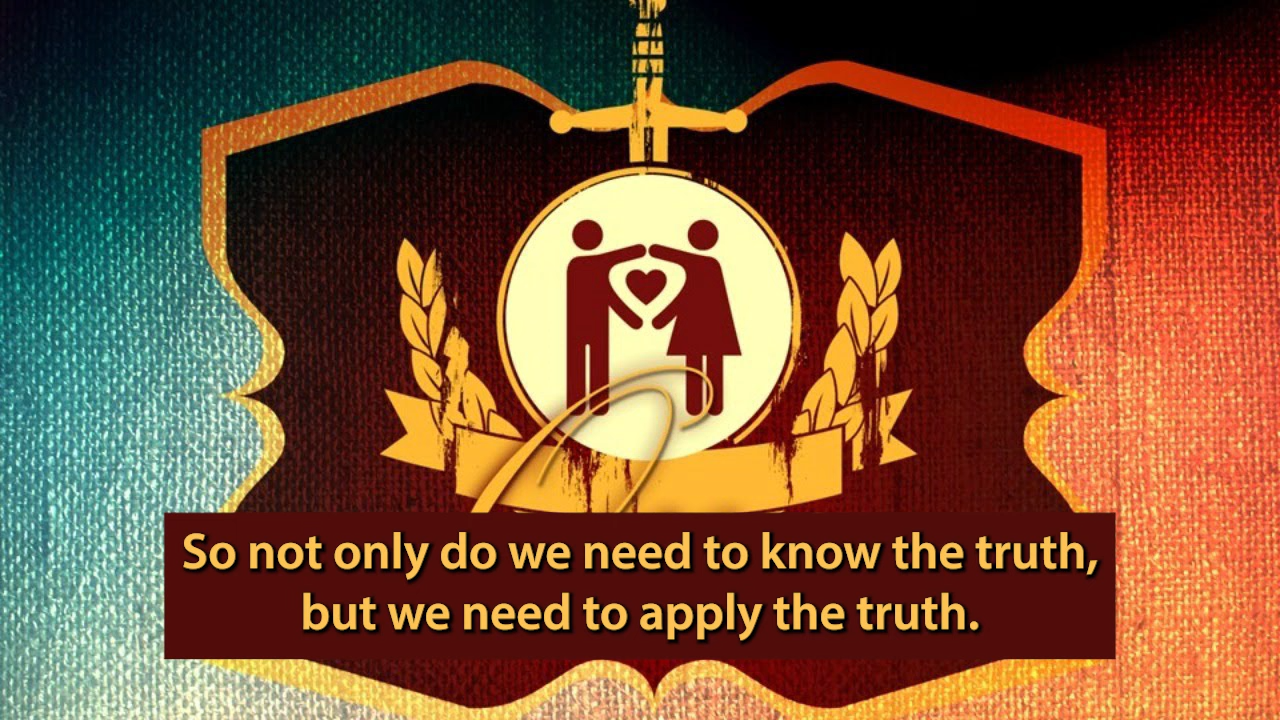 So not only do we need to know the truth,
but we need to apply the truth.